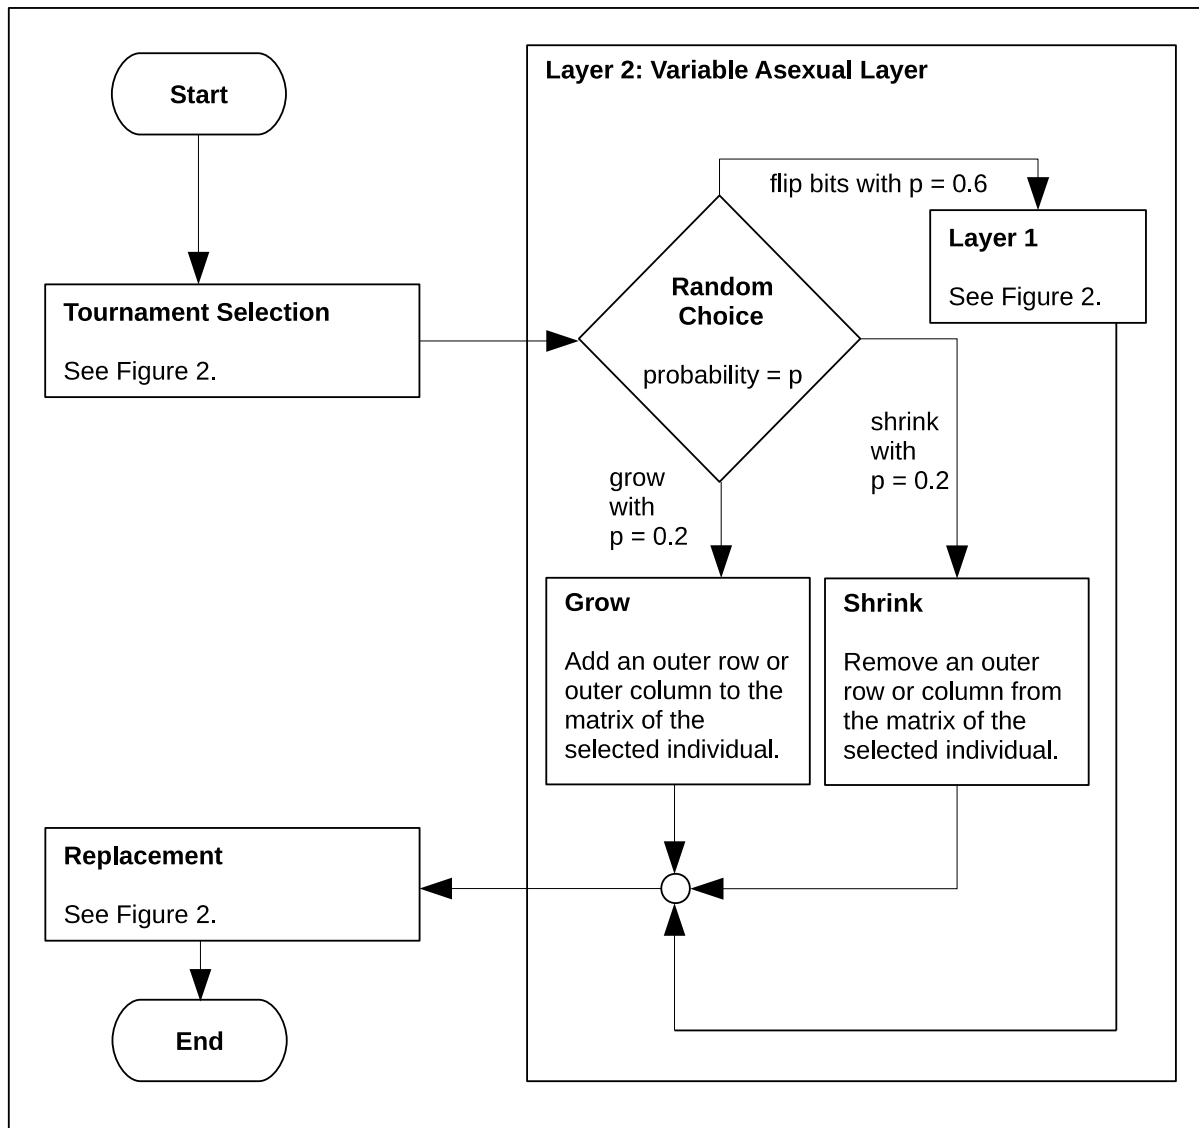 Start
Layer 2: Variable Asexual Layer
flip bits with p = 0.6
Layer 1
See Figure 2.
Tournament Selection
See Figure 2.
Random
Choice
probability = p
shrink
with
p = 0.2
grow
with
p = 0.2
Grow
Add an outer row or
outer column to the
matrix of the
selected individual.
Shrink
Remove an outer
row or column from
the matrix of the
selected individual.
Replacement
See Figure 2.
End